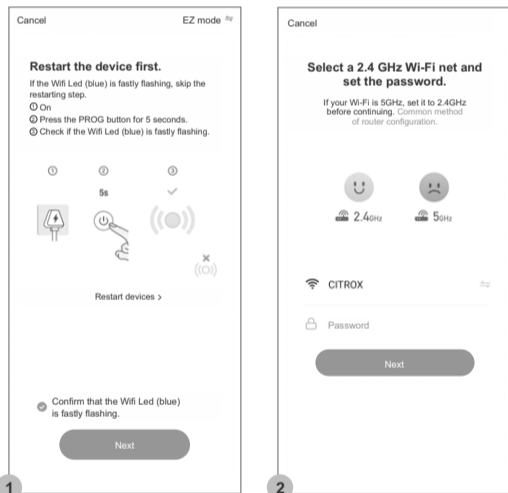 Cancel
EZ mode
Restart the device first.
If the Wifi Led (blue) is fastly flashing, skip the
restarting step.
① On
② Press the PROG button for 5 seconds.
③ Check if the Wifi Led (blue) is fastly flashing.
① ② ③
5s
Restart devices >
Confirm that the Wifi Led (blue)
is fastly flashing.
Next
1
Cancel
Select a 2.4 GHz Wi-Fi net and
set the password.
If your Wi-Fi is 5GHz, set it to 2.4GHz
before continuing. Common method
of router configuration.
2.4GHz
5GHz
CITROX
Password
Next
2